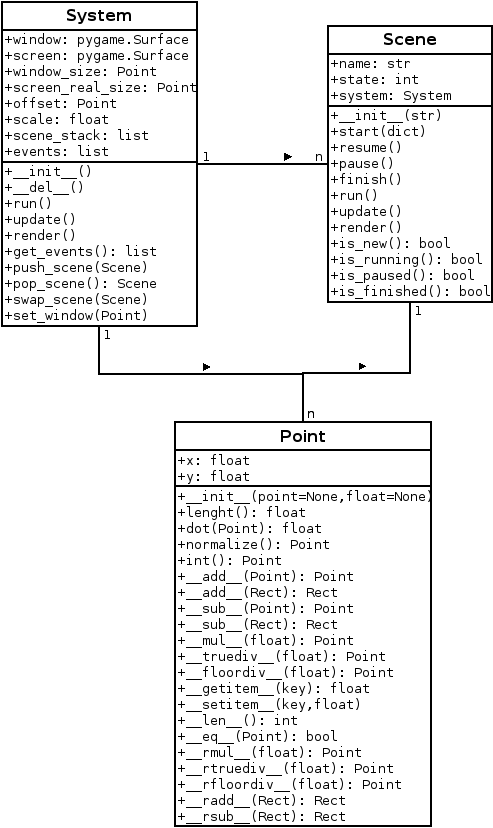 System
+window: pygame.Surface
+screen: pygame.Surface
+window_size: Point
+screen_real_size: Point
+offset: Point
+scale: float
+scene_stack: list
+events: list
+__init__()
+__del__()
+run()
+update()
+render()
+get_events(): list
+push_scene(Scene)
+pop_scene(): Scene
+swap_scene(Scene)
+set_window(Point)
Scene
+name: str
+state: int
+system: System
+__init__(str)
+start(dict)
+resume()
+pause()
+finish()
+run()
+update()
+render()
+is_new(): bool
+is_running(): bool
+is_paused(): bool
+is_finished(): bool
1
n
1
1
n
Point
+x: float
+y: float
+__init__(point=None,float=None)
+lenght(): float
+dot(Point): float
+normalize(): Point
+int(): Point
+__add__(Point): Point
+__add__(Rect): Rect
+__sub__(Point): Point
+__sub__(Rect): Rect
+__mul__(float): Point
+__truediv__(float): Point
+__floordiv__(float): Point
+__getitem__(key): float
+__setitem__(key,float)
+__len__(): int
+__eq__(Point): bool
+__rmul__(float): Point
+__rtruediv__(float): Point
+__rfloordiv__(float): Point
+__radd__(Rect): Rect
+__rsub__(Rect): Rect